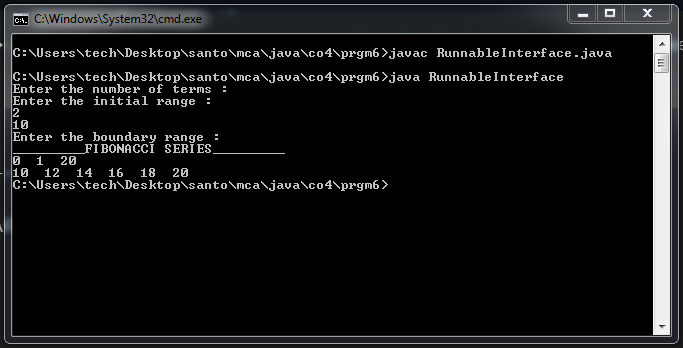 C:\Windows\System32\cmd.exe
C:\Users\tech\Desktop\santo\mca\java\co4\prgm6>javac RunnableInterface.java
C:\Users\tech\Desktop\santo\mca\java\co4\prgm6>java RunnableInterface
Enter the number of terms :
Enter the initial range :
2
10
Enter the boundary range :
_________FIBONACCI SERIES_________
0  1  20
10  12  14  16  18  20
C:\Users\tech\Desktop\santo\mca\java\co4\prgm6>